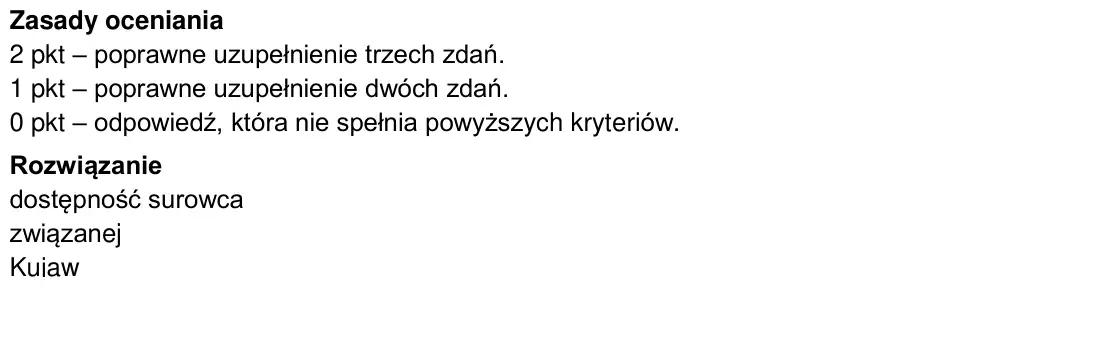 Zasady oceniania
2 pkt – poprawne uzupełnienie trzech zdań.
1 pkt – poprawne uzupełnienie dwóch zdań.
0 pkt – odpowiedź, która nie spełnia powyższych kryteriów.
Rozwiązanie
dostępność surowca
związanej
Kujaw